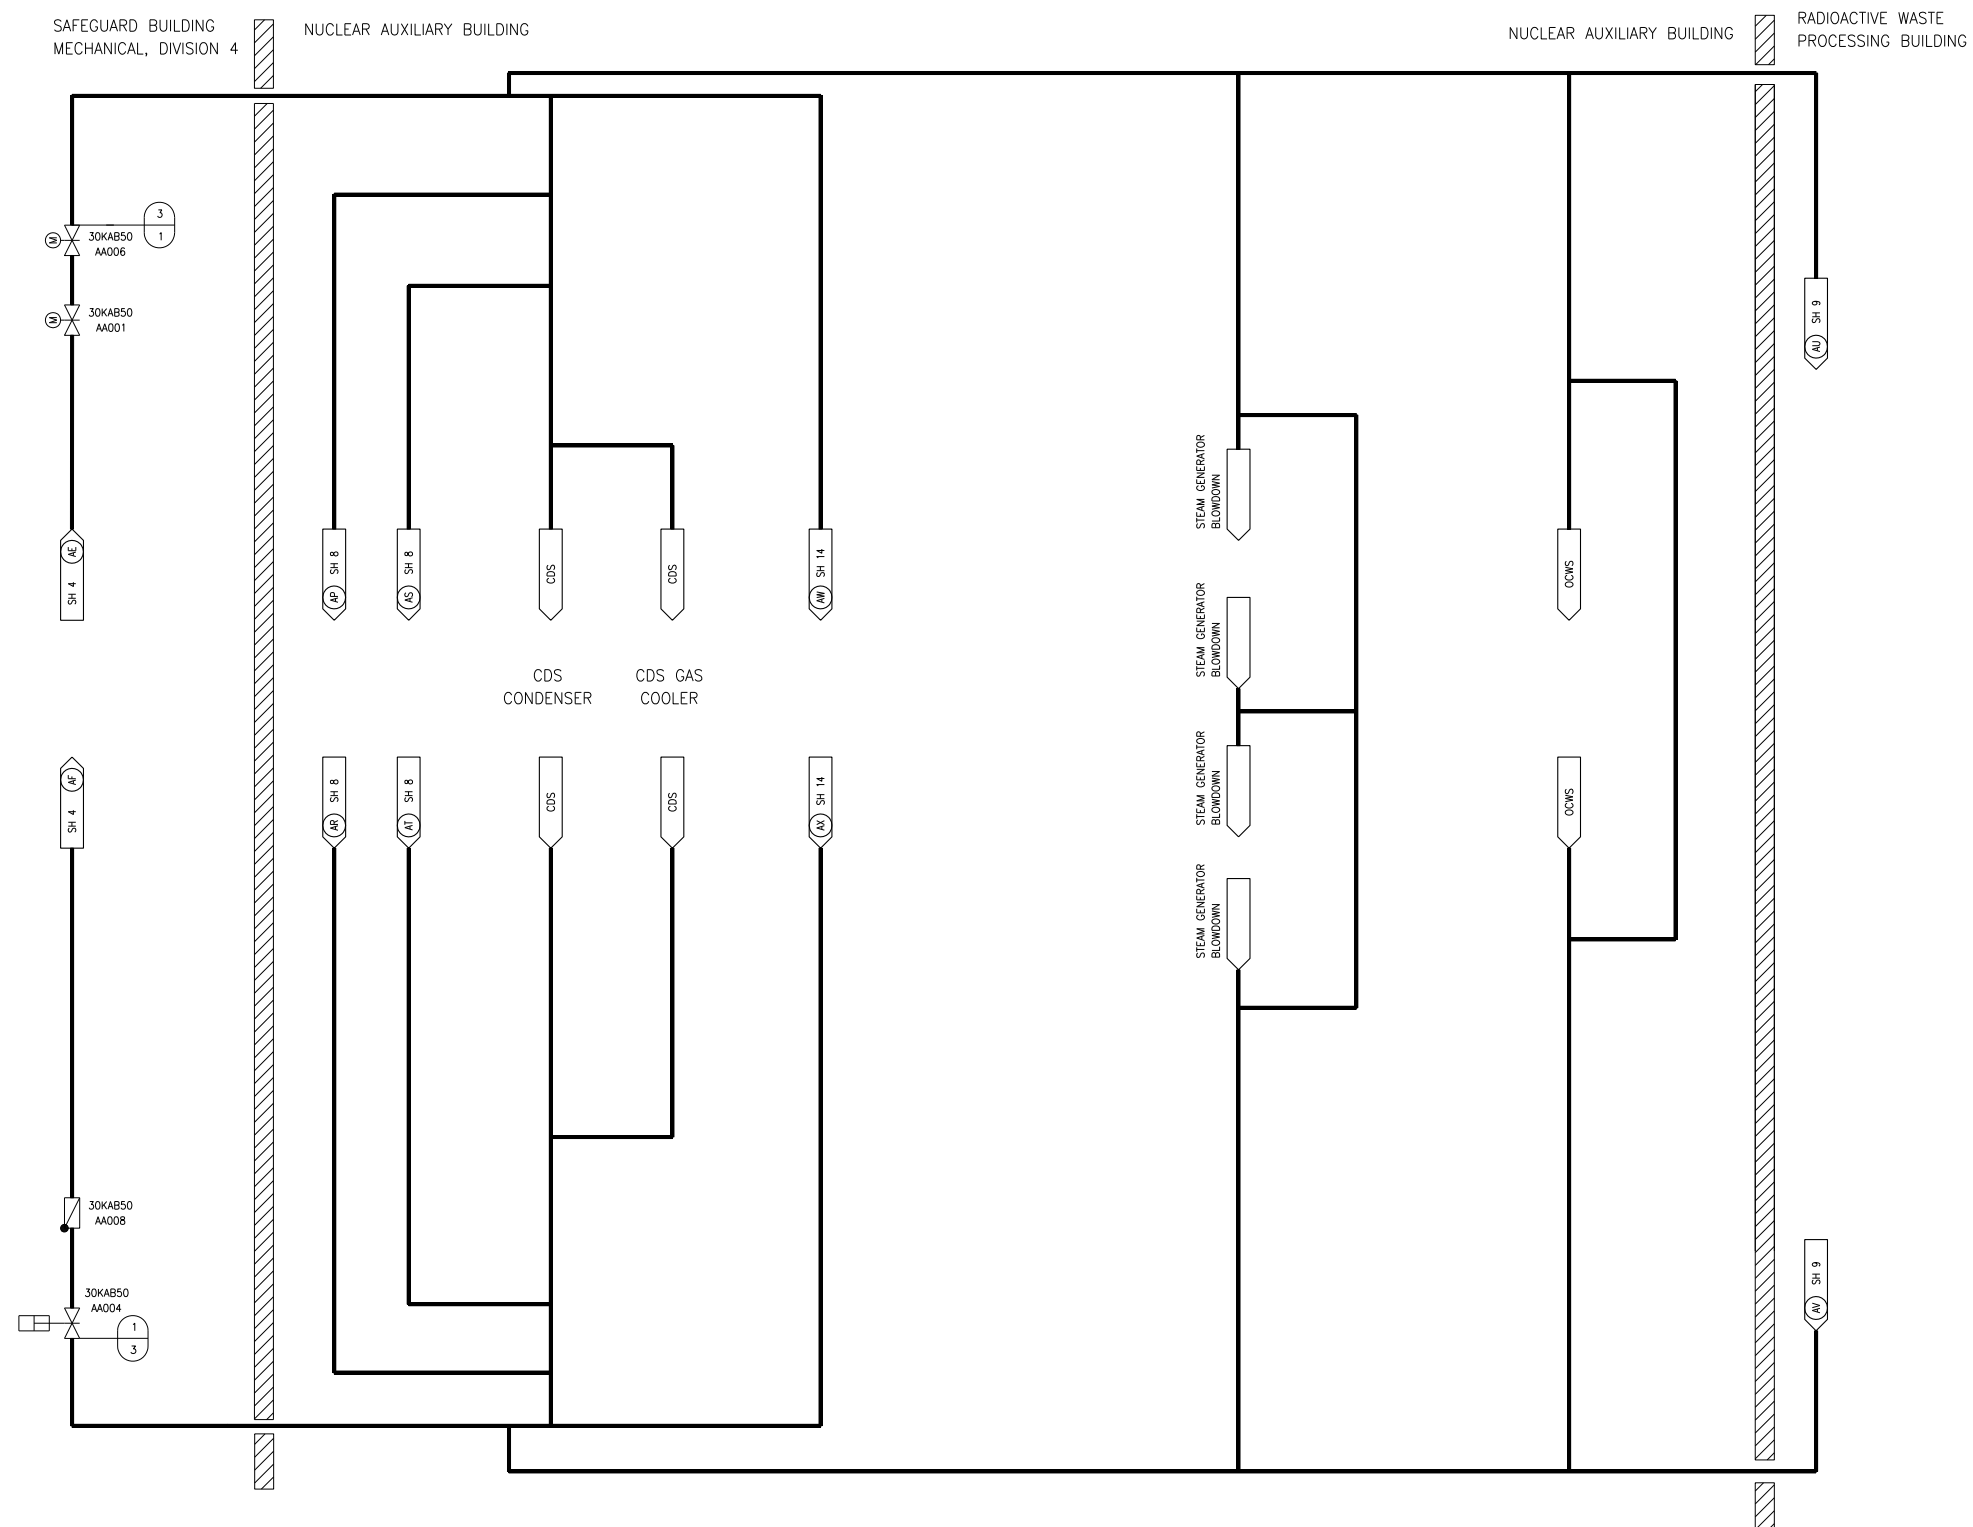 SAFEGUARD BUILDING
MECHANICAL, DIVISION 4
NUCLEAR AUXILIARY BUILDING
NUCLEAR AUXILIARY BUILDING
RADIOACTIVE WASTE
PROCESSING BUILDING
3
1
M
30KAB50
AA006
M
30KAB50
AA001
AU SH 9
STEAM GENERATOR
BLOWDOWN
SH 4 AE
AP SH 8
AS SH 8
CDS
CDS
AW SH 14
OCWS
STEAM GENERATOR
BLOWDOWN
CDS
CONDENSER
CDS GAS
COOLER
SH 4 AF
AR SH 8
AT SH 8
CDS
CDS
AX SH 14
STEAM GENERATOR
BLOWDOWN
OCWS
STEAM GENERATOR
BLOWDOWN
30KAB50
AA008
30KAB50
AA004
1
3
AV SH 9